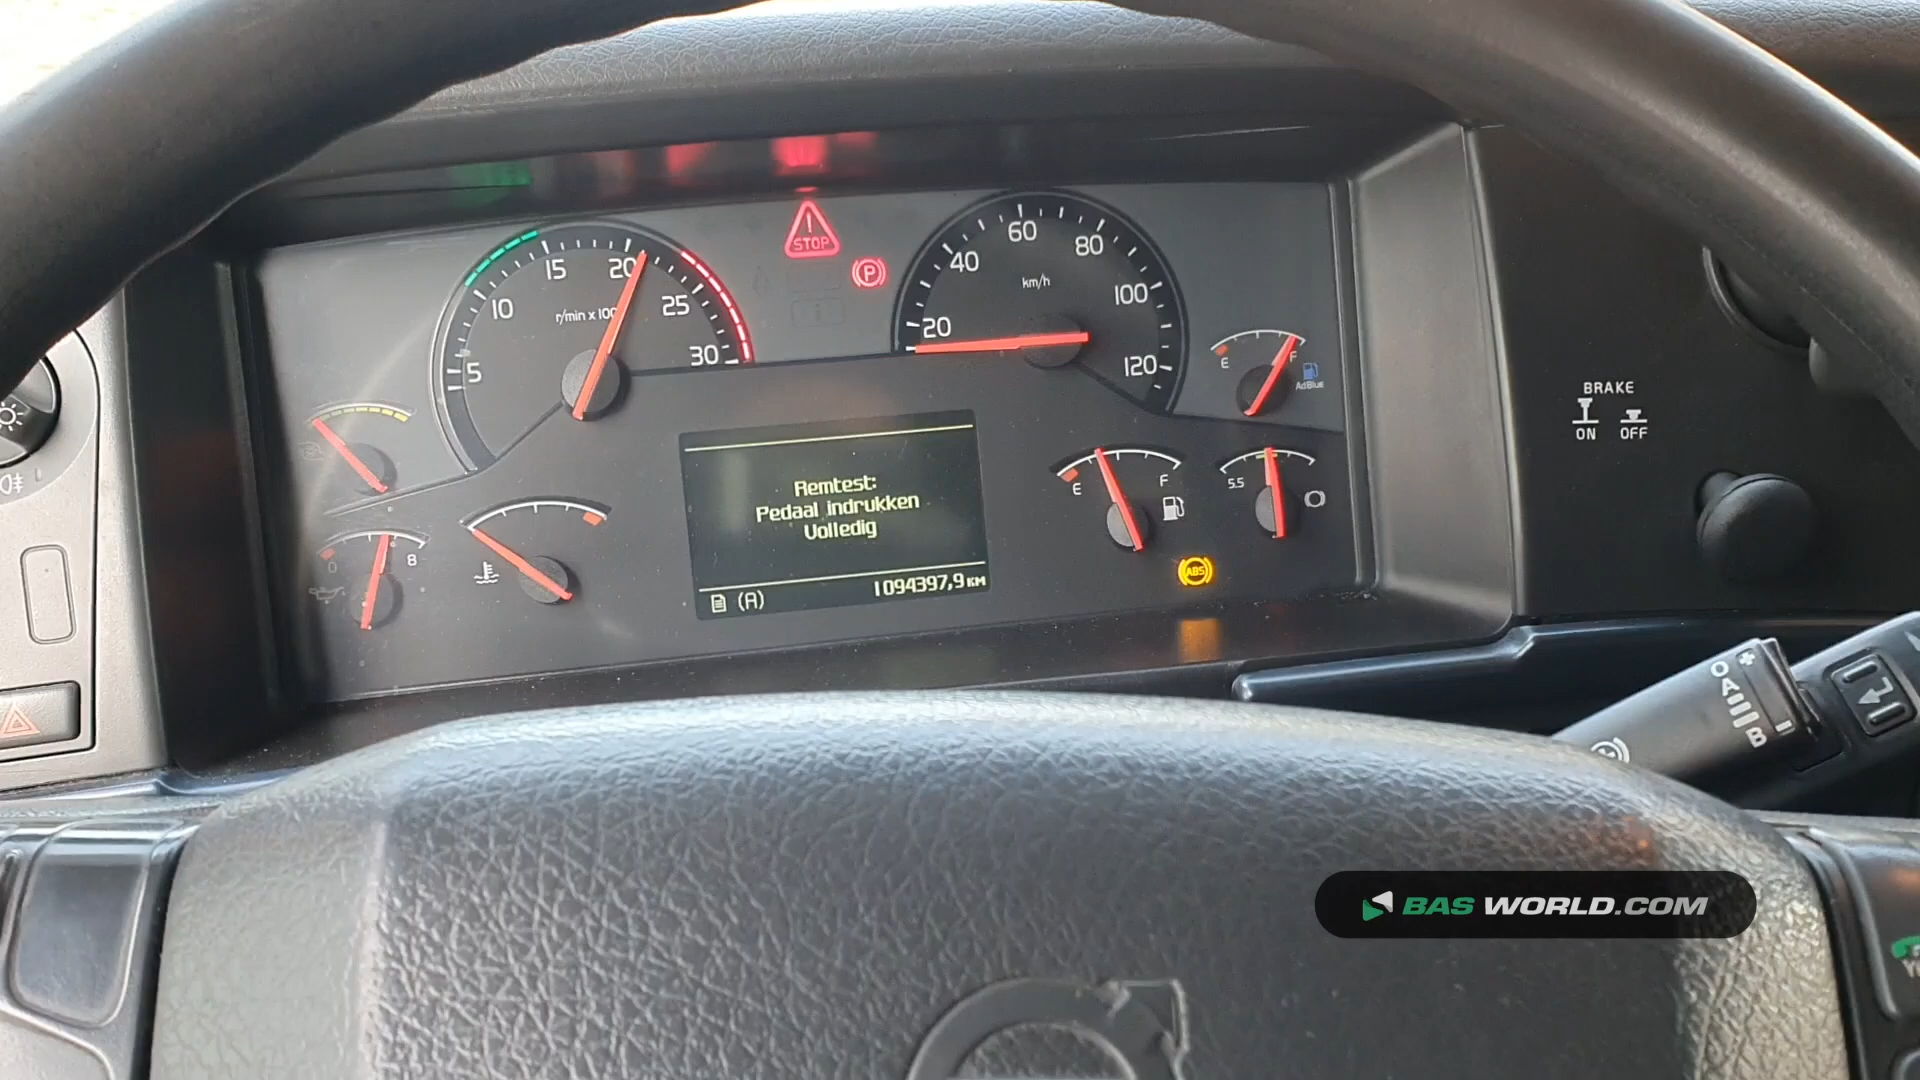 STOP
P
5
10
15
20
25
30
r/min x 100
20
40
60
80
100
120
km/h
E
F
AdBlue
0
8
Remtest:
Pedaal indrukken
Volledig
(A)
1094397,9 KM
E
F
5.5
ABS
BRAKE
ON
OFF
0
A
B
BAS WORLD.COM